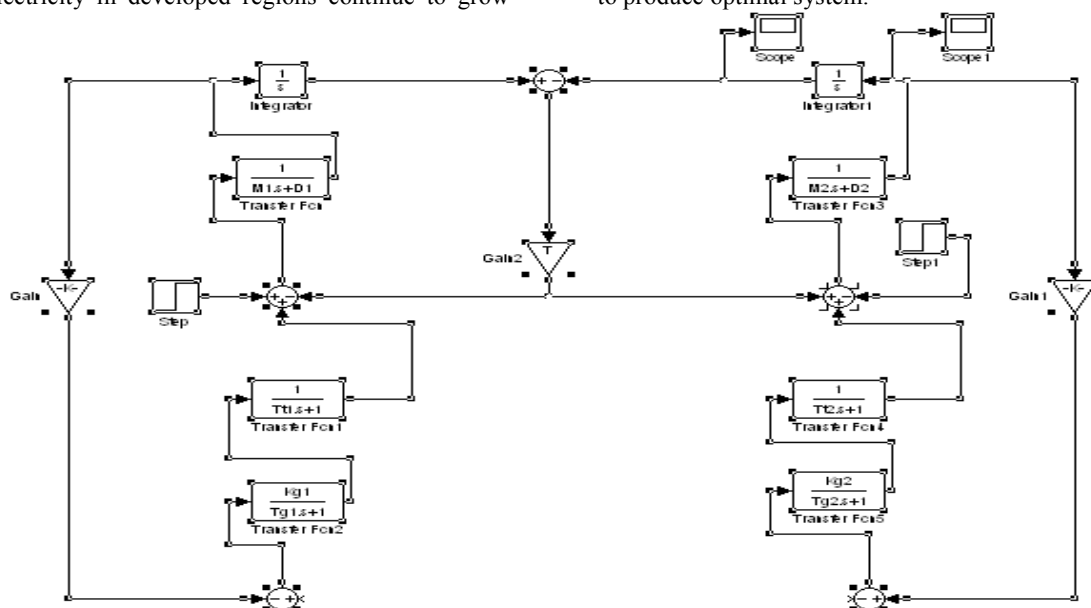 ectricity in developed regions continue to grow
to produce optimal system.
Scope
Scope1
1
s
Integrator
+ -
1
s
Integrator1
1
M1.s+D1
Transfer Fcn
1
M2.s+D2
Transfer Fcn3
Step1
T
Gain2
-K-
Gain
Step
+ + -
+ + -
-K-
Gain1
1
Tt1.s+1
Transfer Fcn1
1
Tt2.s+1
Transfer Fcn4
Kg1
Tg1.s+1
Transfer Fcn2
Kg2
Tg2.s+1
Transfer Fcn5
- +
- +